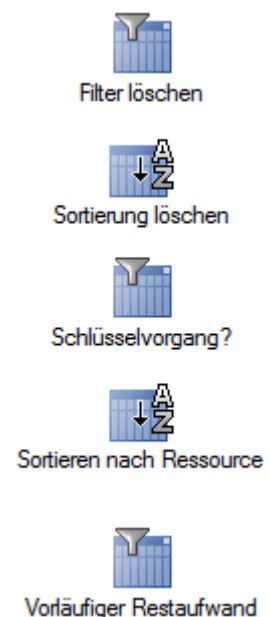 Filter löschen
A
Z
Sortierung löschen
Schlüsselvorgang?
A
Z
Sortieren nach Ressource
Vorläufiger Restaufwand